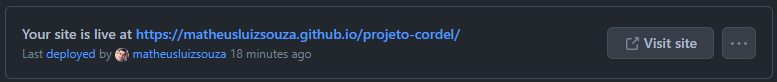 Your site is live at https://matheusluizsouza.github.io/projeto-cordel/
Last deployed by matheusluizsouza 18 minutes ago
Visit site